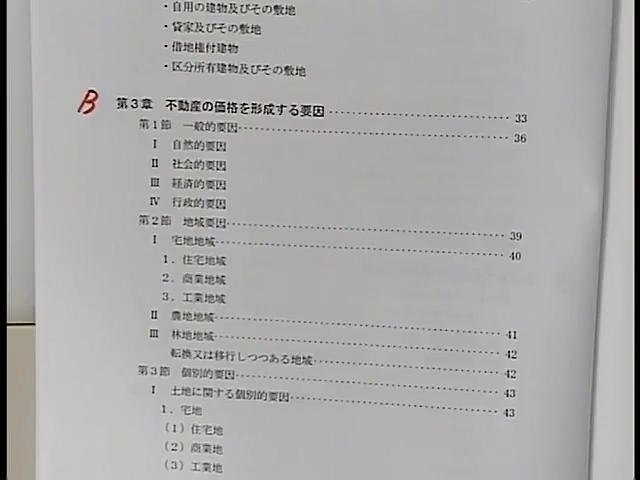 ・自用の建物及びその敷地
・貸家及びその敷地
・借地権付建物
・区分所有建物及びその敷地
B 第3章 不動産の価格を形成する要因 33
第1節 一般的要因 36
Ⅰ 自然的要因
Ⅱ 社会的要因
Ⅲ 経済的要因
Ⅳ 行政的要因
第2節 地域要因 39
Ⅰ 宅地地域 40
1．住宅地域
2．商業地域
3．工業地域
Ⅱ 農地地域 41
Ⅲ 林地地域 42
転換又は移行しつつある地域 42
第3節 個別的要因 43
Ⅰ 土地に関する個別的要因 43
1．宅地
（1）住宅地
（2）商業地
（3）工業地